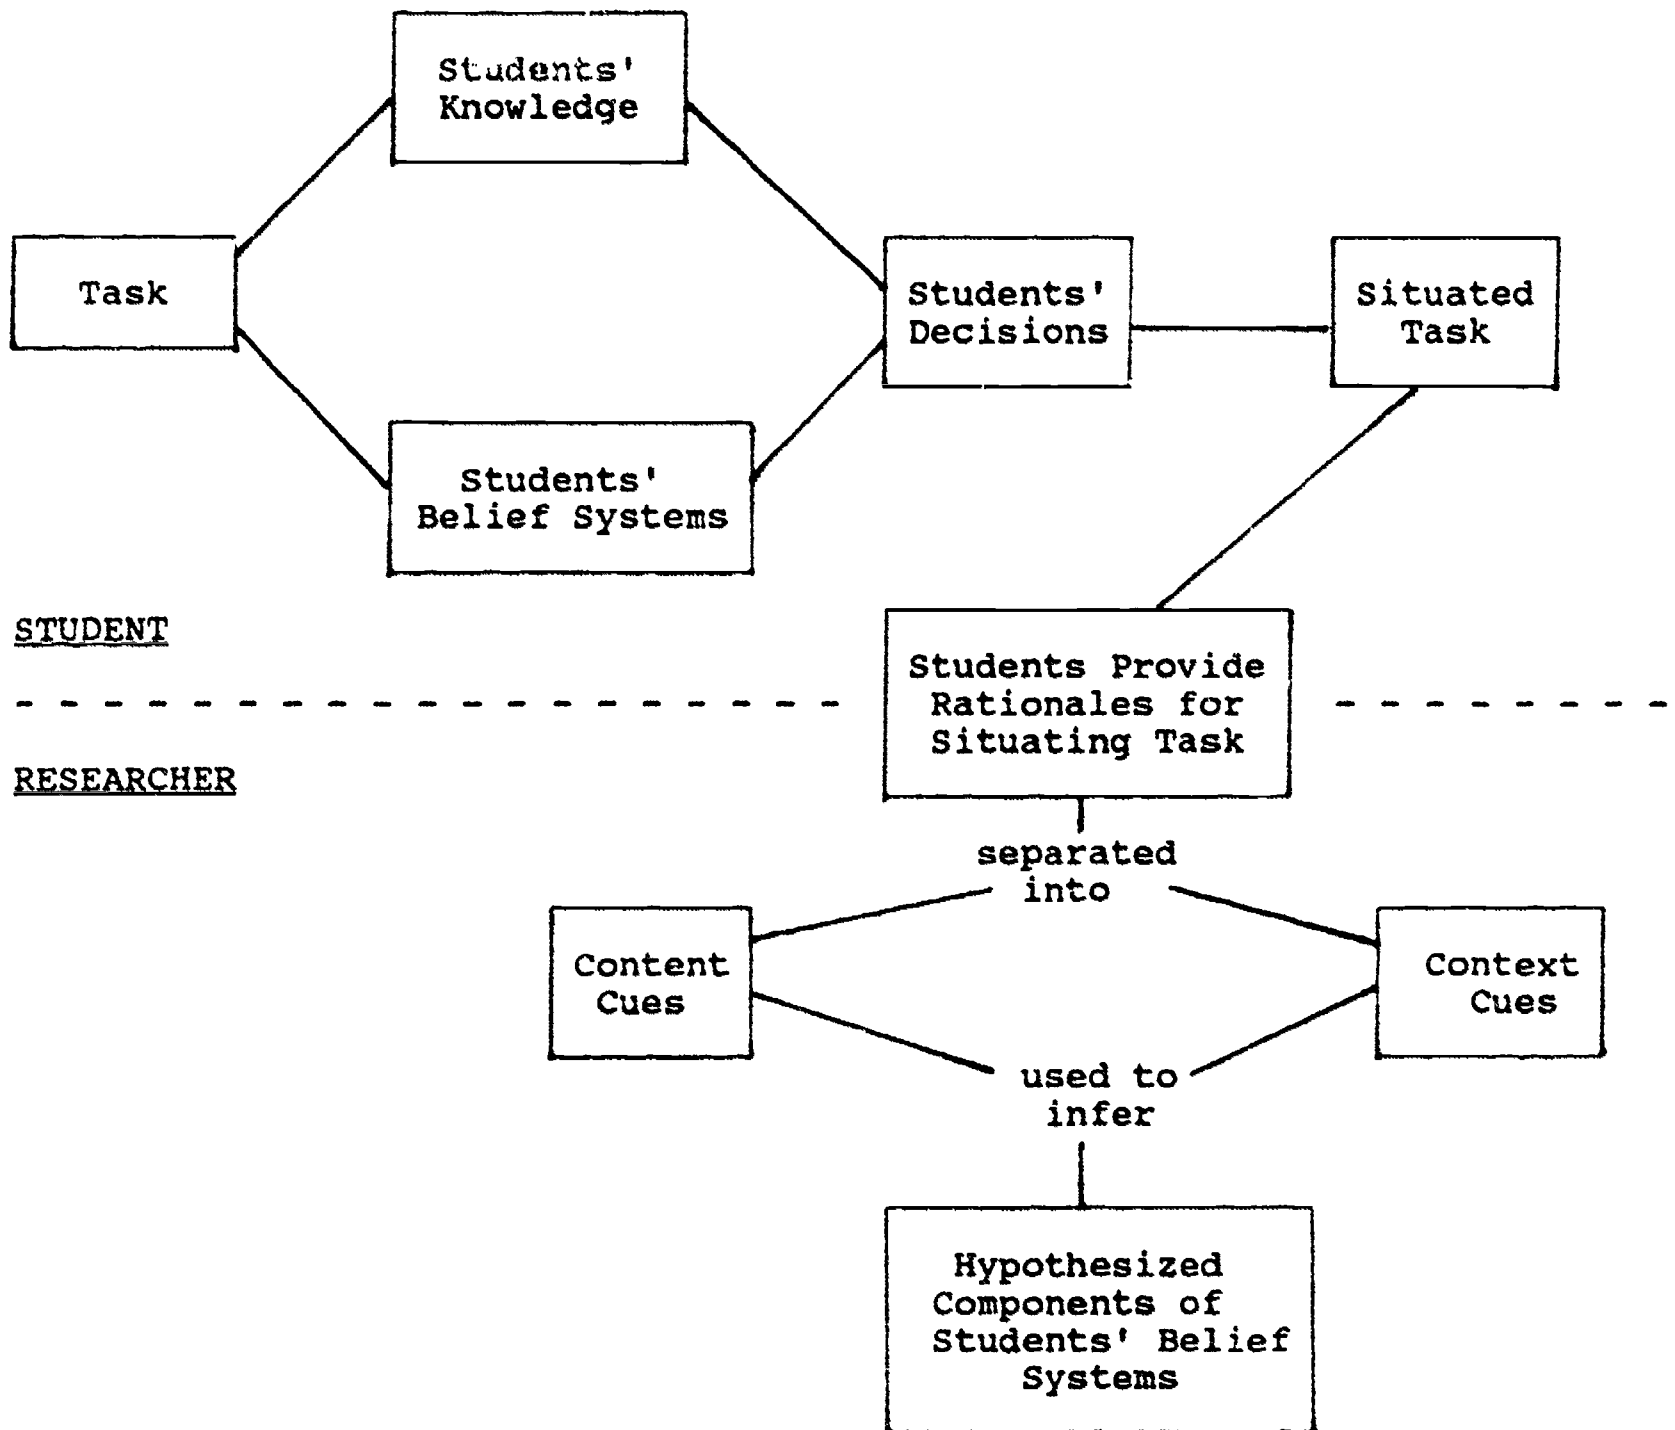 Students'
Knowledge
Task
Students'
Decisions
Situated
Task
Students'
Belief Systems
STUDENT
Students Provide
Rationales for
Situating Task
RESEARCHER
separated
into
Content
Cues
Context
Cues
used to
infer
Hypothesized
Components of
Students' Belief
Systems